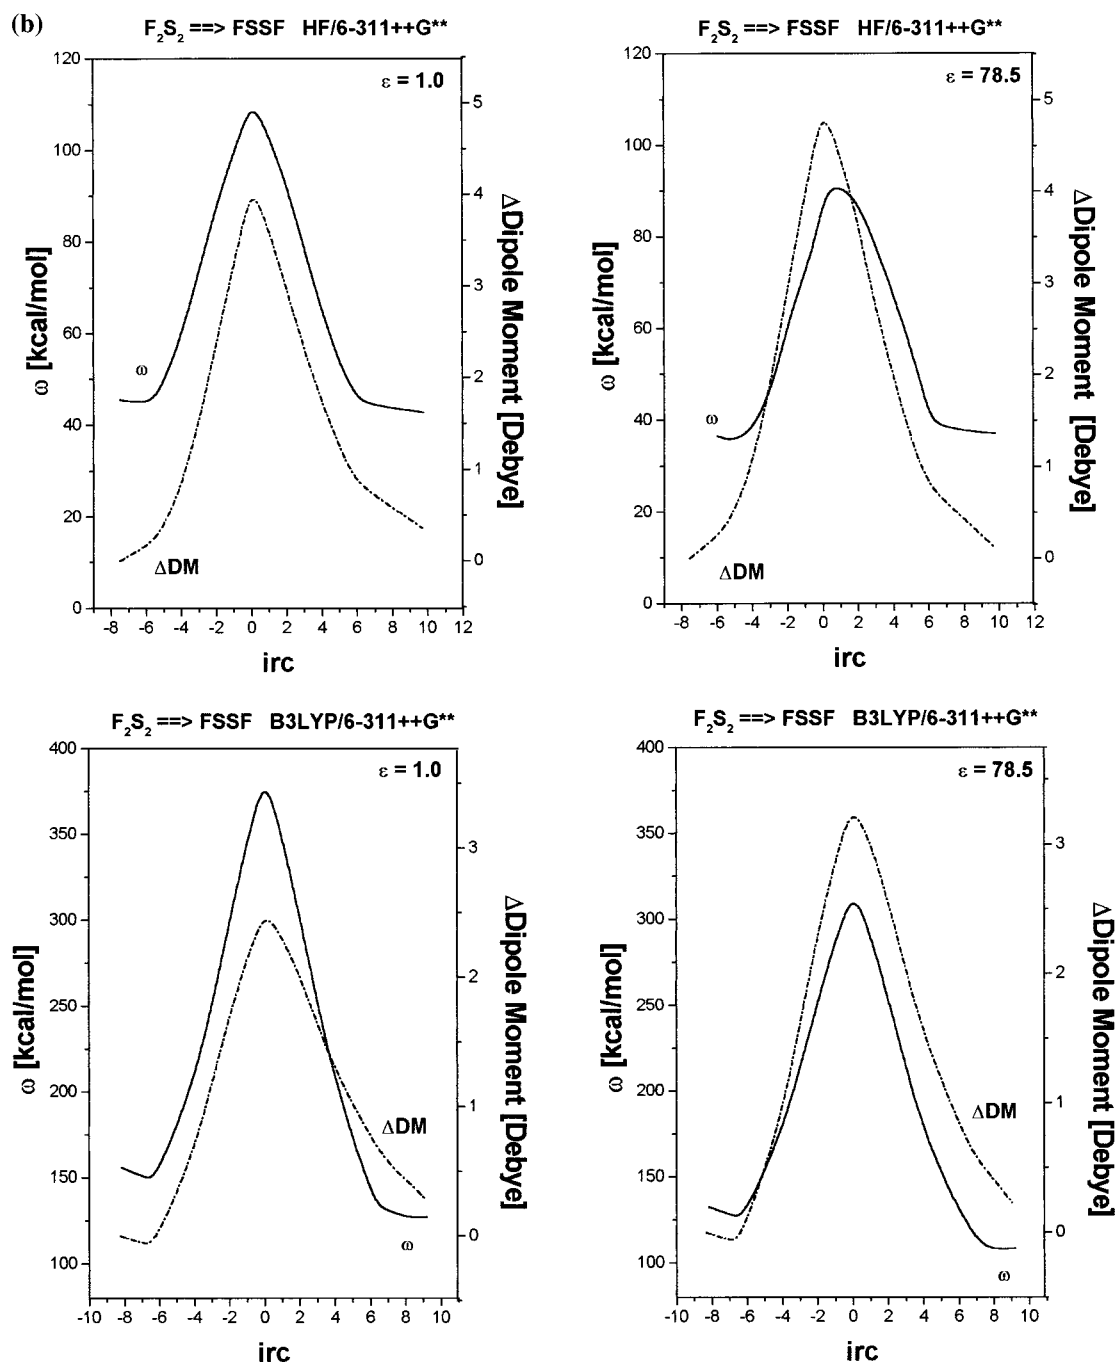 (b)
F2S2 ==> FSSF HF/6-311++G**
ε = 1.0
120
100
80
60
40
20
0
5
4
3
2
1
0
ω [kcal/mol]
ΔDipole Moment [Debye]
ω
ΔDM
-8 -6 -4 -2 0 2 4 6 8 10 12
irc
F2S2 ==> FSSF HF/6-311++G**
ε = 78.5
120
100
80
60
40
20
0
5
4
3
2
1
0
ω [kcal/mol]
ΔDipole Moment [Debye]
ω
ΔDM
-8 -6 -4 -2 0 2 4 6 8 10 12
irc
F2S2 ==> FSSF B3LYP/6-311++G**
ε = 1.0
400
350
300
250
200
150
100
3
2
1
0
ω [kcal/mol]
ΔDipole Moment [Debye]
ΔDM
ω
-10 -8 -6 -4 -2 0 2 4 6 8 10
irc
F2S2 ==> FSSF B3LYP/6-311++G**
ε = 78.5
400
350
300
250
200
150
100
3
2
1
0
ω [kcal/mol]
ΔDipole Moment [Debye]
ΔDM
ω
-10 -8 -6 -4 -2 0 2 4 6 8 10
irc